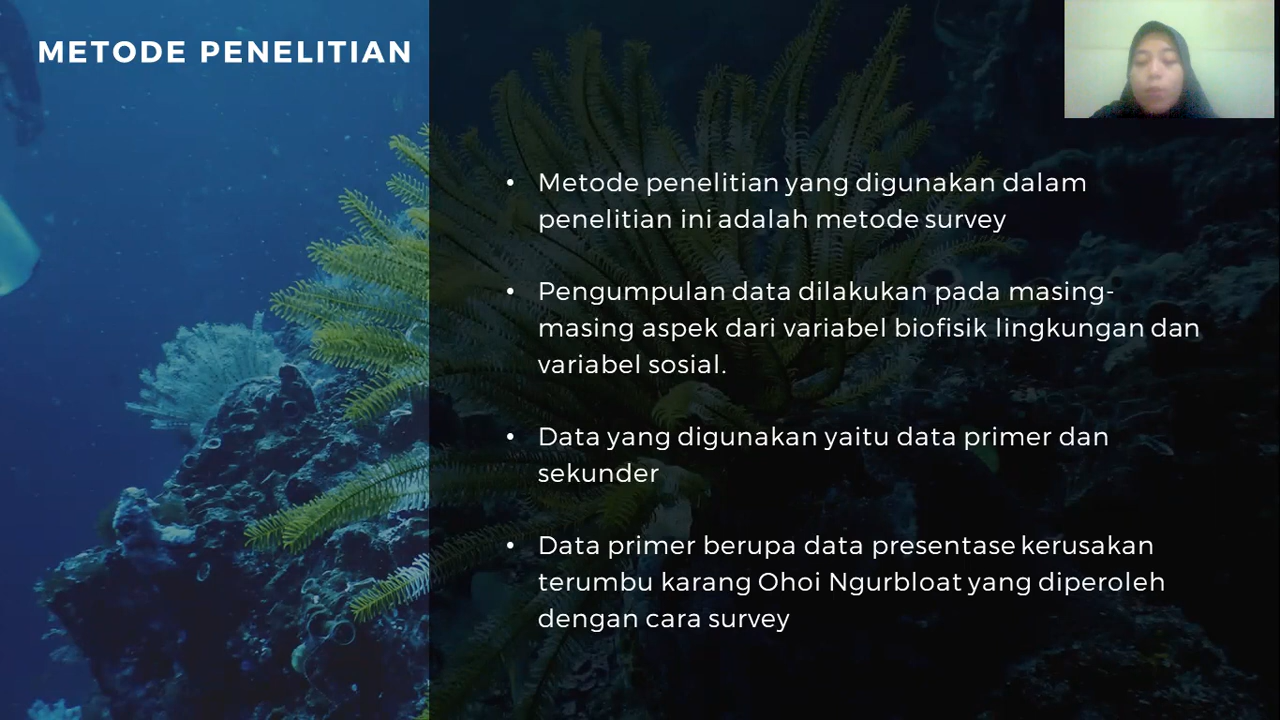 METODE PENELITIAN
• Metode penelitian yang digunakan dalam
penelitian ini adalah metode survey
• Pengumpulan data dilakukan pada masing-
masing aspek dari variabel biofisik lingkungan dan
variabel sosial.
• Data yang digunakan yaitu data primer dan
sekunder
• Data primer berupa data presentase kerusakan
terumbu karang Ohoi Ngurbloat yang diperoleh
dengan cara survey